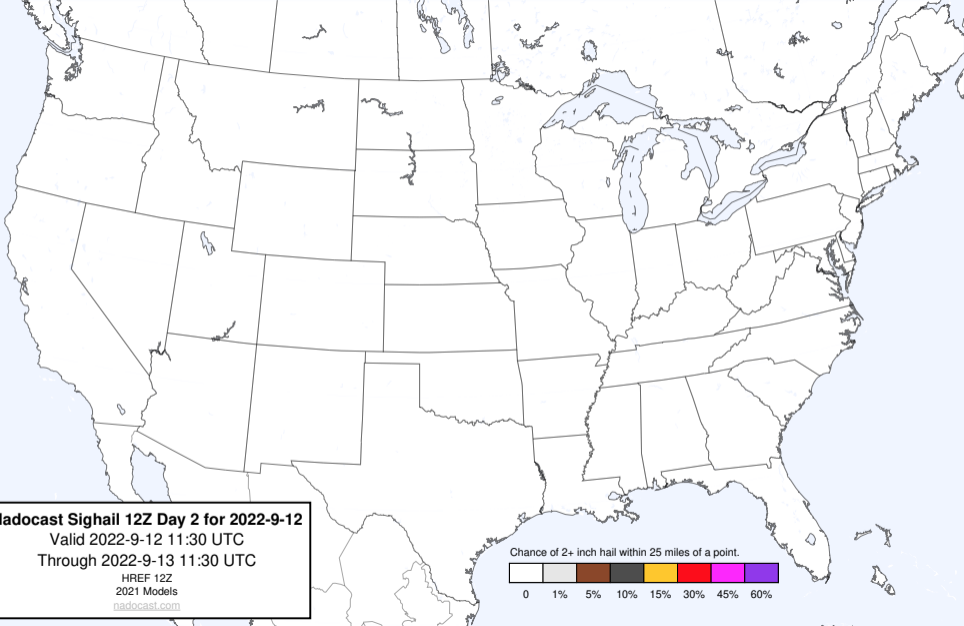 adocast Sighail 12Z Day 2 for 2022-9-12
Valid 2022-9-12 11:30 UTC
Through 2022-9-13 11:30 UTC
HREF 12Z
2021 Models
nadocast.com
Chance of 2+ inch hail within 25 miles of a point.
0 1% 5% 10% 15% 30% 45% 60%